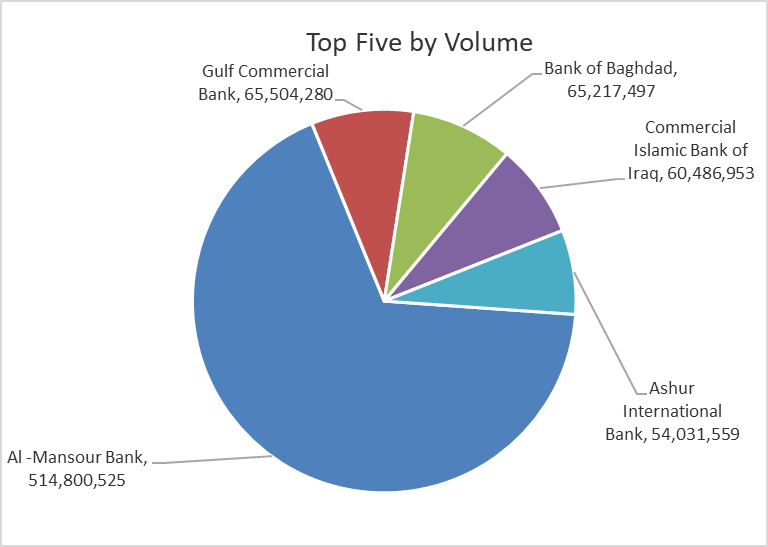 Top Five by Volume
Gulf Commercial
Bank, 65,504,280
Bank of Baghdad,
65,217,497
Commercial
Islamic Bank of
Iraq, 60,486,953
Ashur
International
Bank, 54,031,559
Al -Mansour Bank,
514,800,525